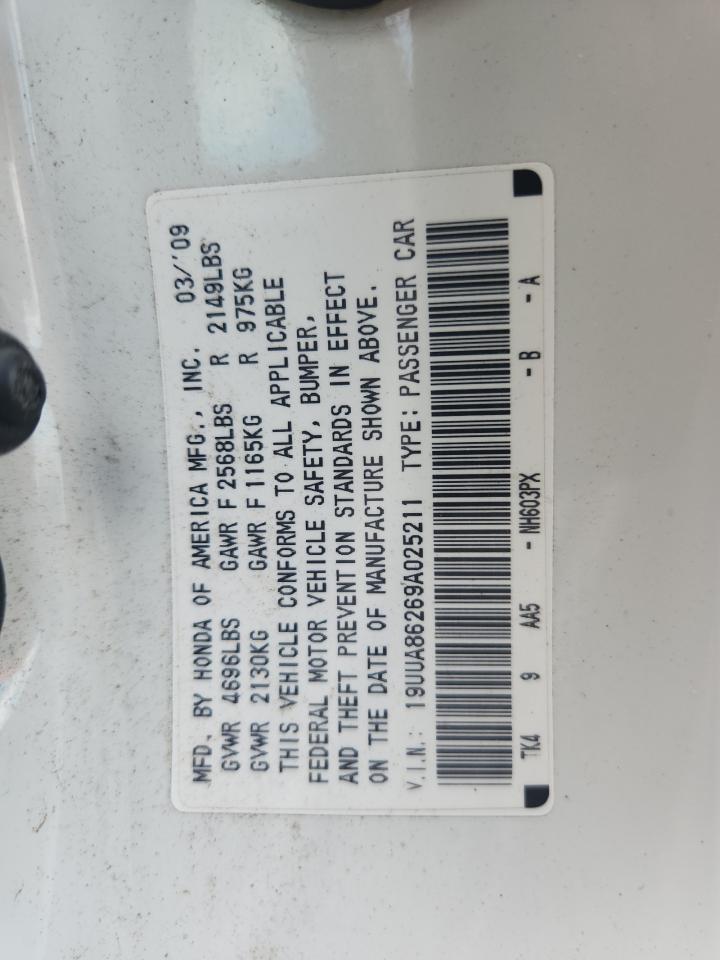 MFD. BY HONDA OF AMERICA MFG., INC. 03/'09
GVWR 4696LBS GAWR F 2568LBS R 2149LBS
GVWR 2130KG GAWR F 1165KG R 975KG
THIS VEHICLE CONFORMS TO ALL APPLICABLE
FEDERAL MOTOR VEHICLE SAFETY, BUMPER,
AND THEFT PREVENTION STANDARDS IN EFFECT
ON THE DATE OF MANUFACTURE SHOWN ABOVE.
V.I.N.: 19UUA86269A025211 TYPE: PASSENGER CAR
TK4 9 AA5 - NH603PX - B - A